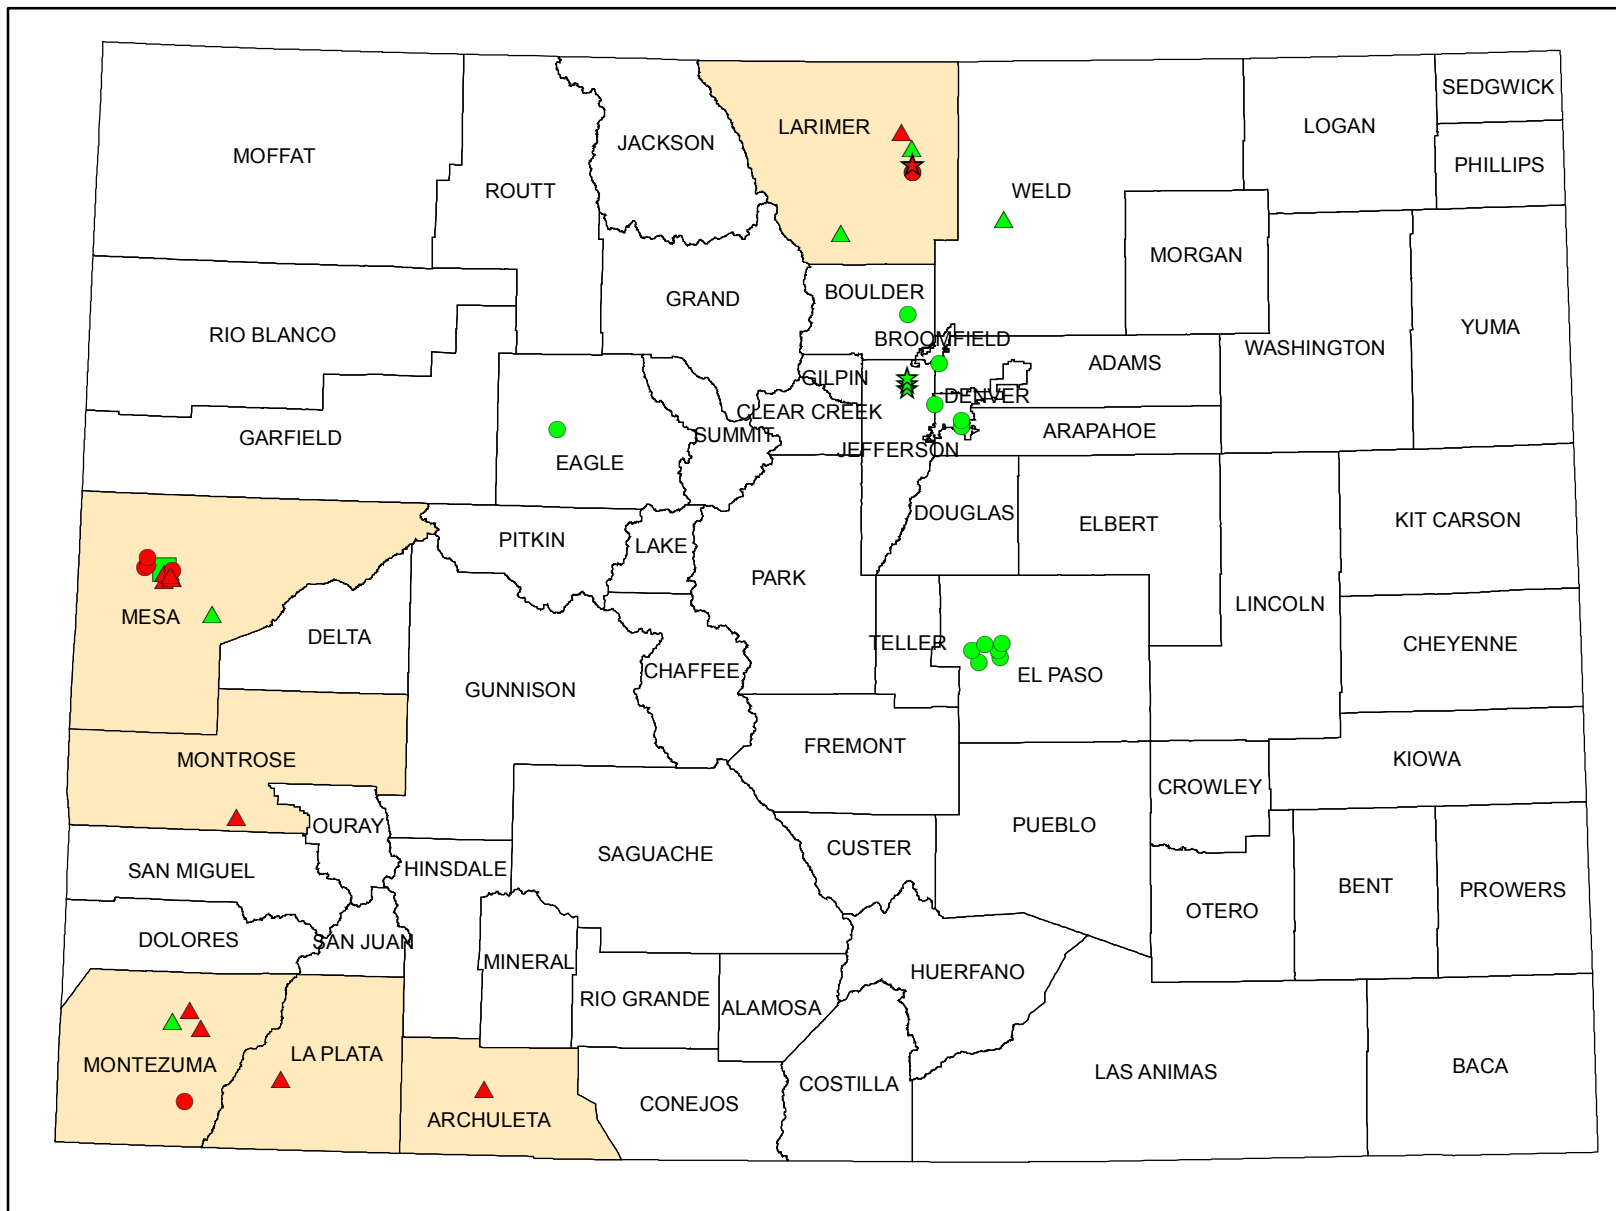 SEDGWICK
LOGAN
LARIMER
JACKSON
MOFFAT
PHILLIPS
ROUTT
WELD
MORGAN
BOULDER
GRAND
YUMA
RIO BLANCO
BROOMFIELD
WASHINGTON
ADAMS
GILPIN
DENVER
CLEAR CREEK
ARAPAHOE
SUMMIT
GARFIELD
JEFFERSON
EAGLE
DOUGLAS
KIT CARSON
ELBERT
PITKIN
LAKE
PARK
LINCOLN
MESA
DELTA
TELLER
CHEYENNE
CHAFFEE
EL PASO
GUNNISON
FREMONT
MONTROSE
KIOWA
CROWLEY
OURAY
PUEBLO
CUSTER
SAGUACHE
HINSDALE
SAN MIGUEL
BENT
PROWERS
OTERO
DOLORES
SAN JUAN
MINERAL
HUERFANO
RIO GRANDE
ALAMOSA
LA PLATA
MONTEZUMA
BACA
LAS ANIMAS
COSTILLA
CONEJOS
ARCHULETA